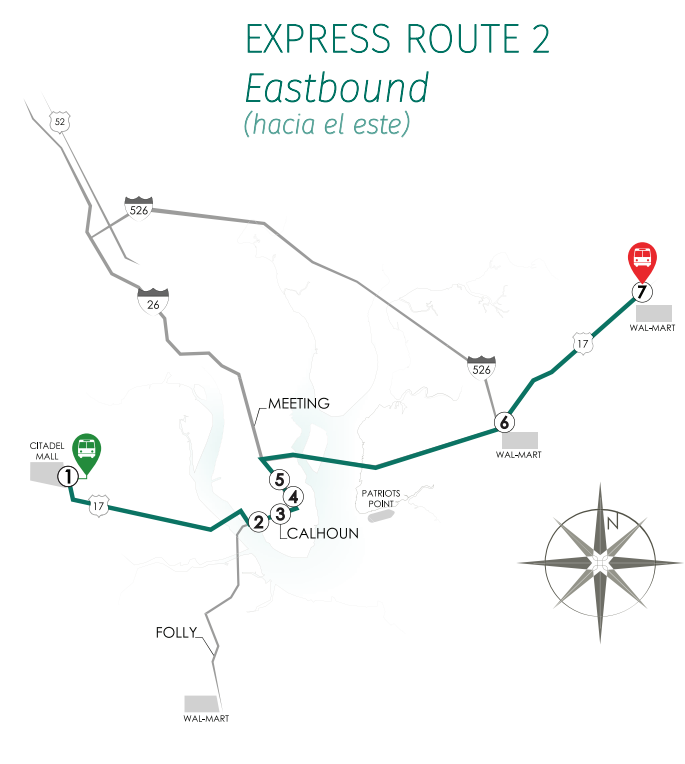 EXPRESS ROUTE 2
Eastbound
(hacia el este)
52
526
26
7
WAL-MART
17
526
MEETING
6
WAL-MART
CITADEL
MALL
1
17
5
4
3
2
CALHOUN
PATRIOTS
POINT
N
FOLLY
WAL-MART